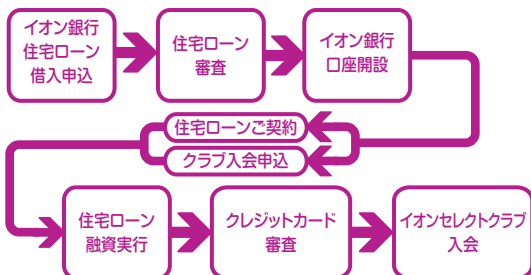 イオン銀行
住宅ローン
借入申込
住宅ローン
審査
イオン銀行
口座開設
住宅ローンご契約
クラブ入会申込
住宅ローン
融資実行
クレジットカード
審査
イオンセレクトクラブ
入会